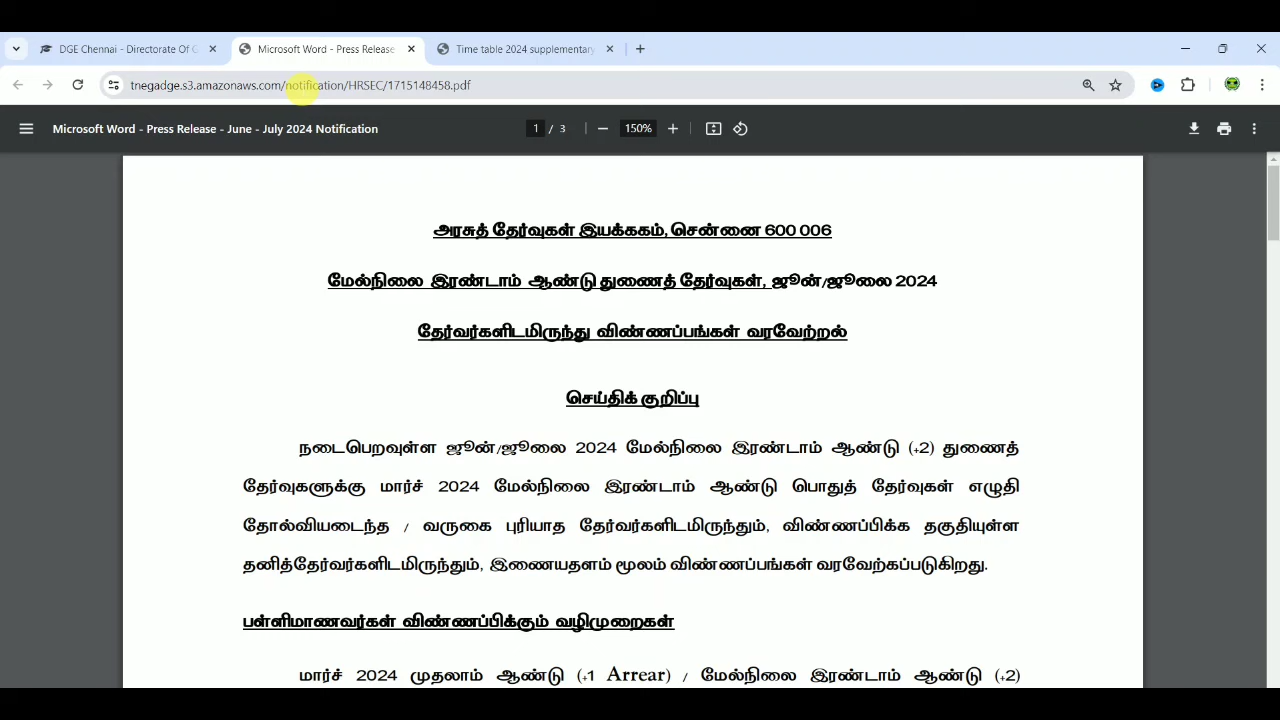 DGE Chennai - Directorate Of G
Microsoft Word - Press Release
Time table 2024 supplementary
tnegadge.s3.amazonaws.com/notification/HRSEC/1715148458.pdf
Microsoft Word - Press Release - June - July 2024 Notification
1 / 3
150%
அரசுத் தேர்வுகள் இயக்ககம், சென்னை 600 006
மேல்நிலை இரண்டாம் ஆண்டு துணைத் தேர்வுகள், ஜூன்/ஜூலை 2024
தேர்வர்களிடமிருந்து விண்ணப்பங்கள் வரவேற்றல்
செய்திக் குறிப்பு
நடைபெறவுள்ள ஜூன்/ஜூலை 2024 மேல்நிலை இரண்டாம் ஆண்டு (+2) துணைத்
தேர்வுகளுக்கு மார்ச் 2024 மேல்நிலை இரண்டாம் ஆண்டு பொதுத் தேர்வுகள் எழுதி
தோல்வியடைந்த / வருகை புரியாத தேர்வர்களிடமிருந்தும், விண்ணப்பிக்க தகுதியுள்ள
தனித்தேர்வர்களிடமிருந்தும், இணையதளம் மூலம் விண்ணப்பங்கள் வரவேற்கப்படுகிறது.
பள்ளிமாணவர்கள் விண்ணப்பிக்கும் வழிமுறைகள்
மார்ச் 2024 முதலாம் ஆண்டு (+1 Arrear) / மேல்நிலை இரண்டாம் ஆண்டு (+2)